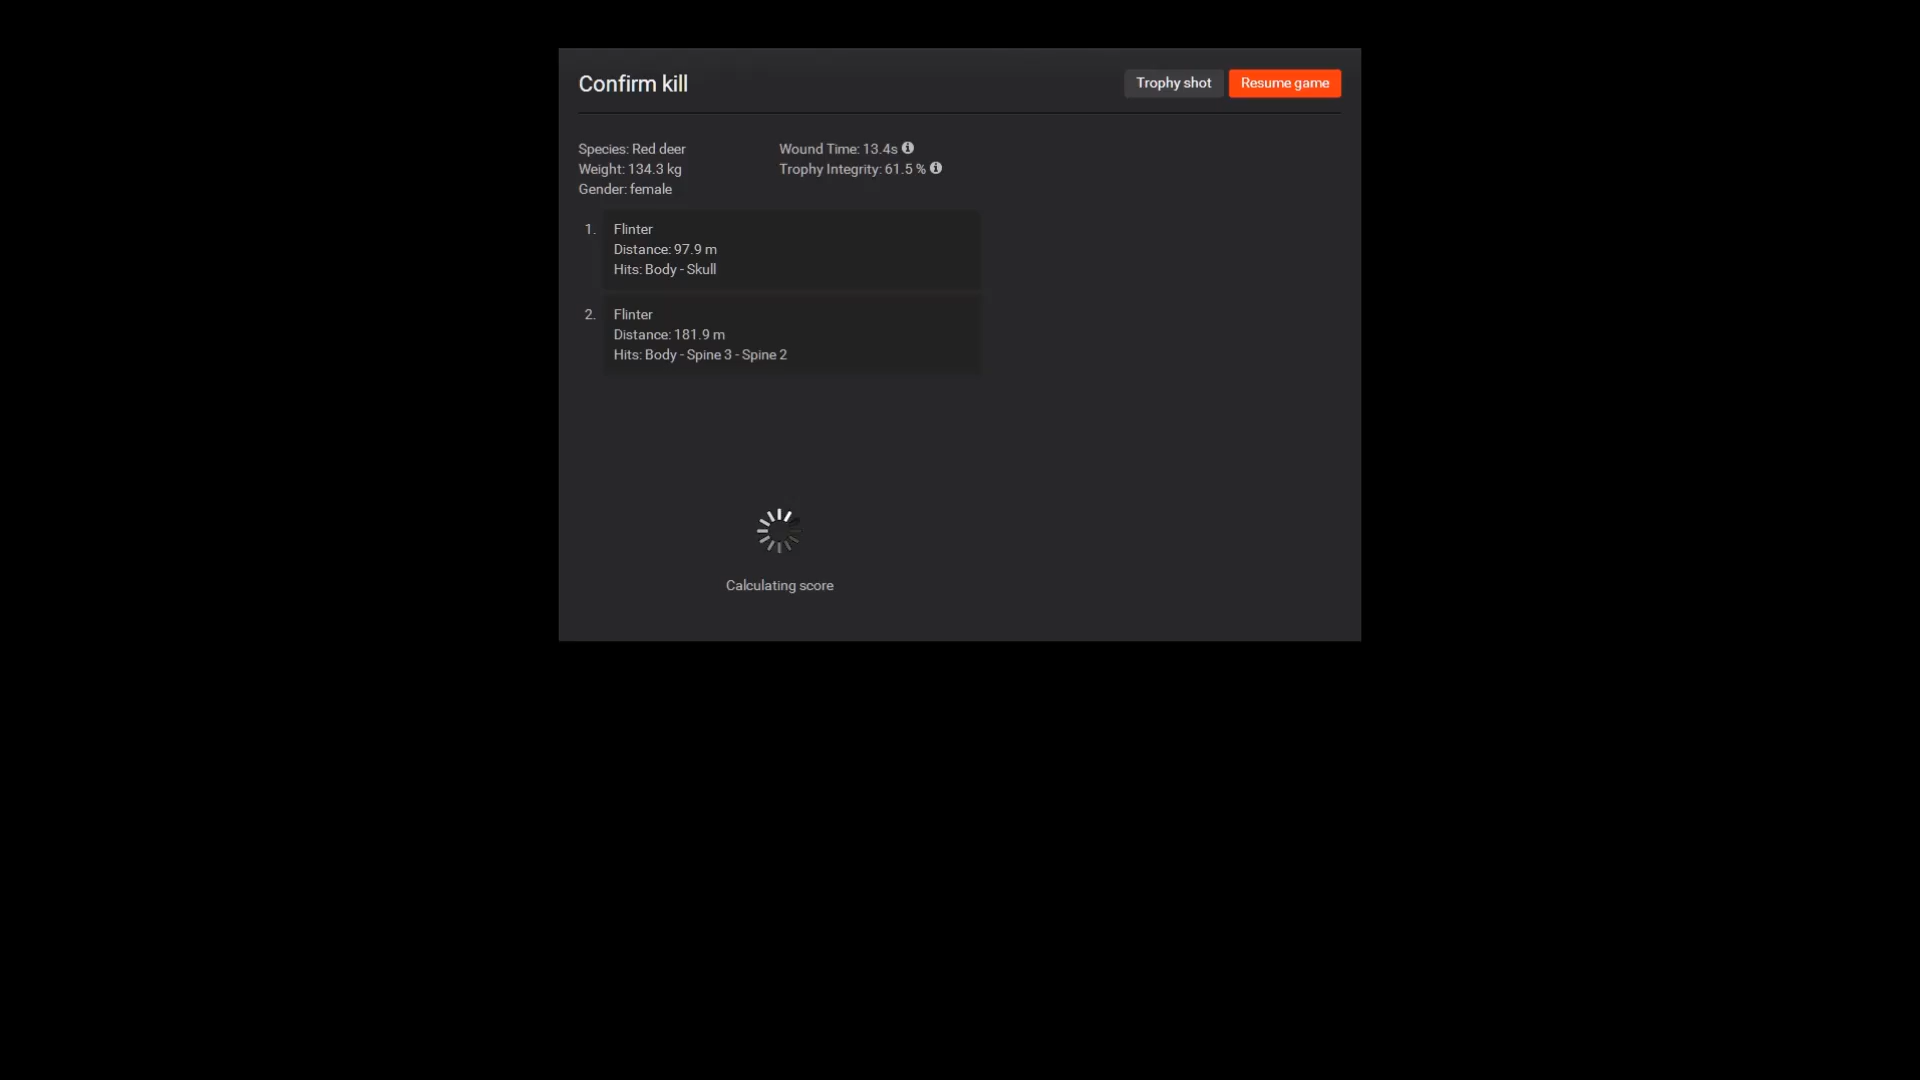 Confirm kill
Trophy shot
Resume game
Species: Red deer
Weight: 134.3 kg
Gender: female
Wound Time: 13.4s
Trophy Integrity: 61.5 %
1.
Flinter
Distance: 97.9 m
Hits: Body - Skull
2.
Flinter
Distance: 181.9 m
Hits: Body - Spine 3 - Spine 2
Calculating score